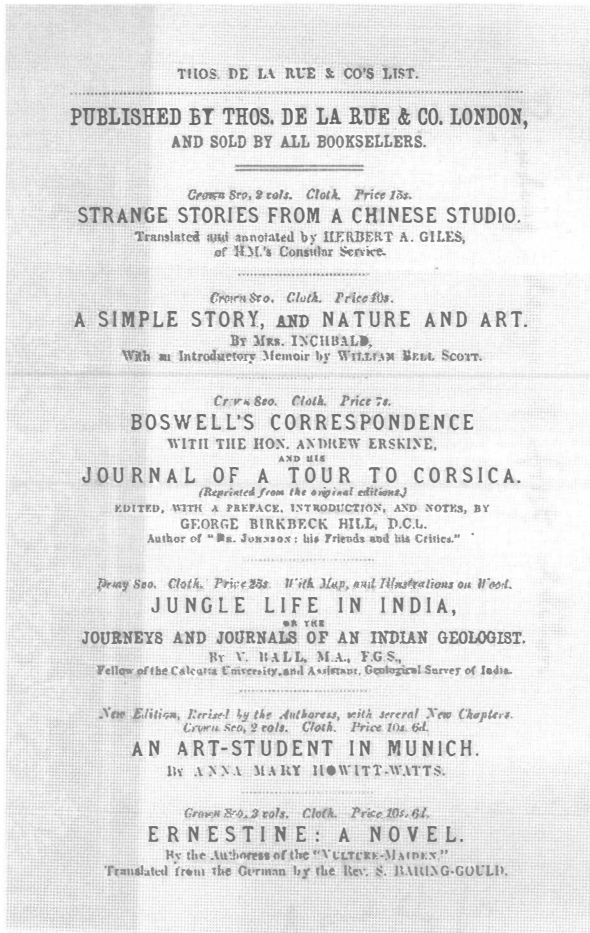 THOS. DE LA RUE & CO'S LIST.
PUBLISHED BY THOS. DE LA RUE & CO. LONDON,
AND SOLD BY ALL BOOKSELLERS.
Crown 8vo, 2 vols. Cloth. Price 15s.
STRANGE STORIES FROM A CHINESE STUDIO.
Translated and annotated by HERBERT A. GILES,
of H.M.'s Consular Service.
Crown 8vo. Cloth. Price 10s.
A SIMPLE STORY, AND NATURE AND ART.
BY MRS. INCHBALD,
With an Introductory Memoir by WILLIAM BELL SCOTT.
Crown 8vo. Cloth. Price 7s.
BOSWELL'S CORRESPONDENCE
WITH THE HON. ANDREW ERSKINE,
AND HIS
JOURNAL OF A TOUR TO CORSICA.
(Reprinted from the original editions.)
EDITED, WITH A PREFACE, INTRODUCTION, AND NOTES, BY
GEORGE BIRKBECK HILL, D.C.L.
Author of "DR. JOHNSON: his Friends and his Critics."
Demy 8vo. Cloth. Price 25s. With Map, and Illustrations on Wood.
JUNGLE LIFE IN INDIA,
OR THE
JOURNEYS AND JOURNALS OF AN INDIAN GEOLOGIST.
BY V. BALL, M.A., F.G.S.,
Fellow of the Calcutta University, and Assistant, Geological Survey of India.
New Edition, Revised by the Authoress, with several New Chapters.
Crown 8vo, 2 vols. Cloth. Price 10s. 6d.
AN ART-STUDENT IN MUNICH.
BY ANNA MARY HOWITT-WATTS.
Crown 8vo, 2 vols. Cloth. Price 10s. 6d.
ERNESTINE: A NOVEL.
By the Authoress of the "VULTURE-MAIDEN."
Translated from the German by the Rev. S. BARING-GOULD.